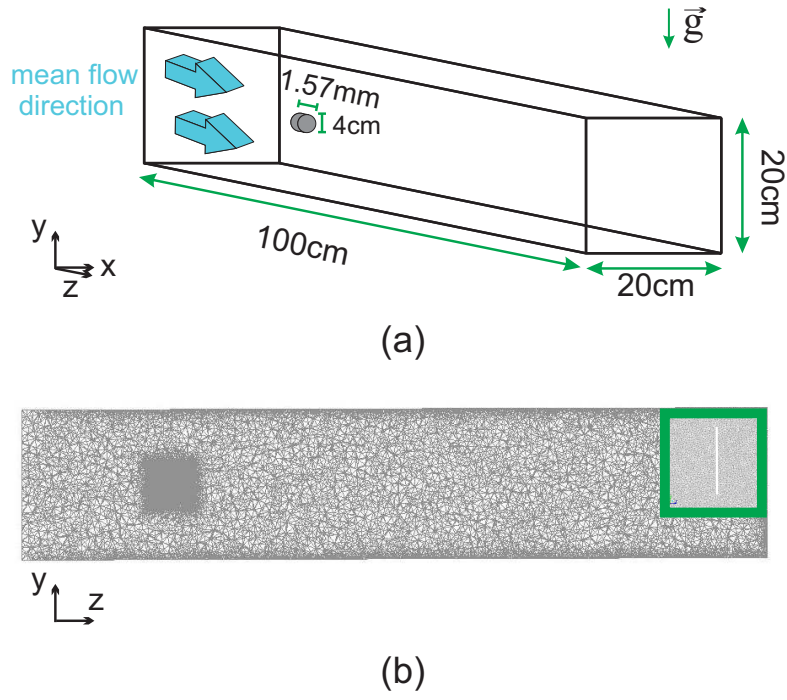 g
mean flow
direction
1.57mm
4cm
20cm
100cm
20cm
y
x
z
(a)
y
z
(b)